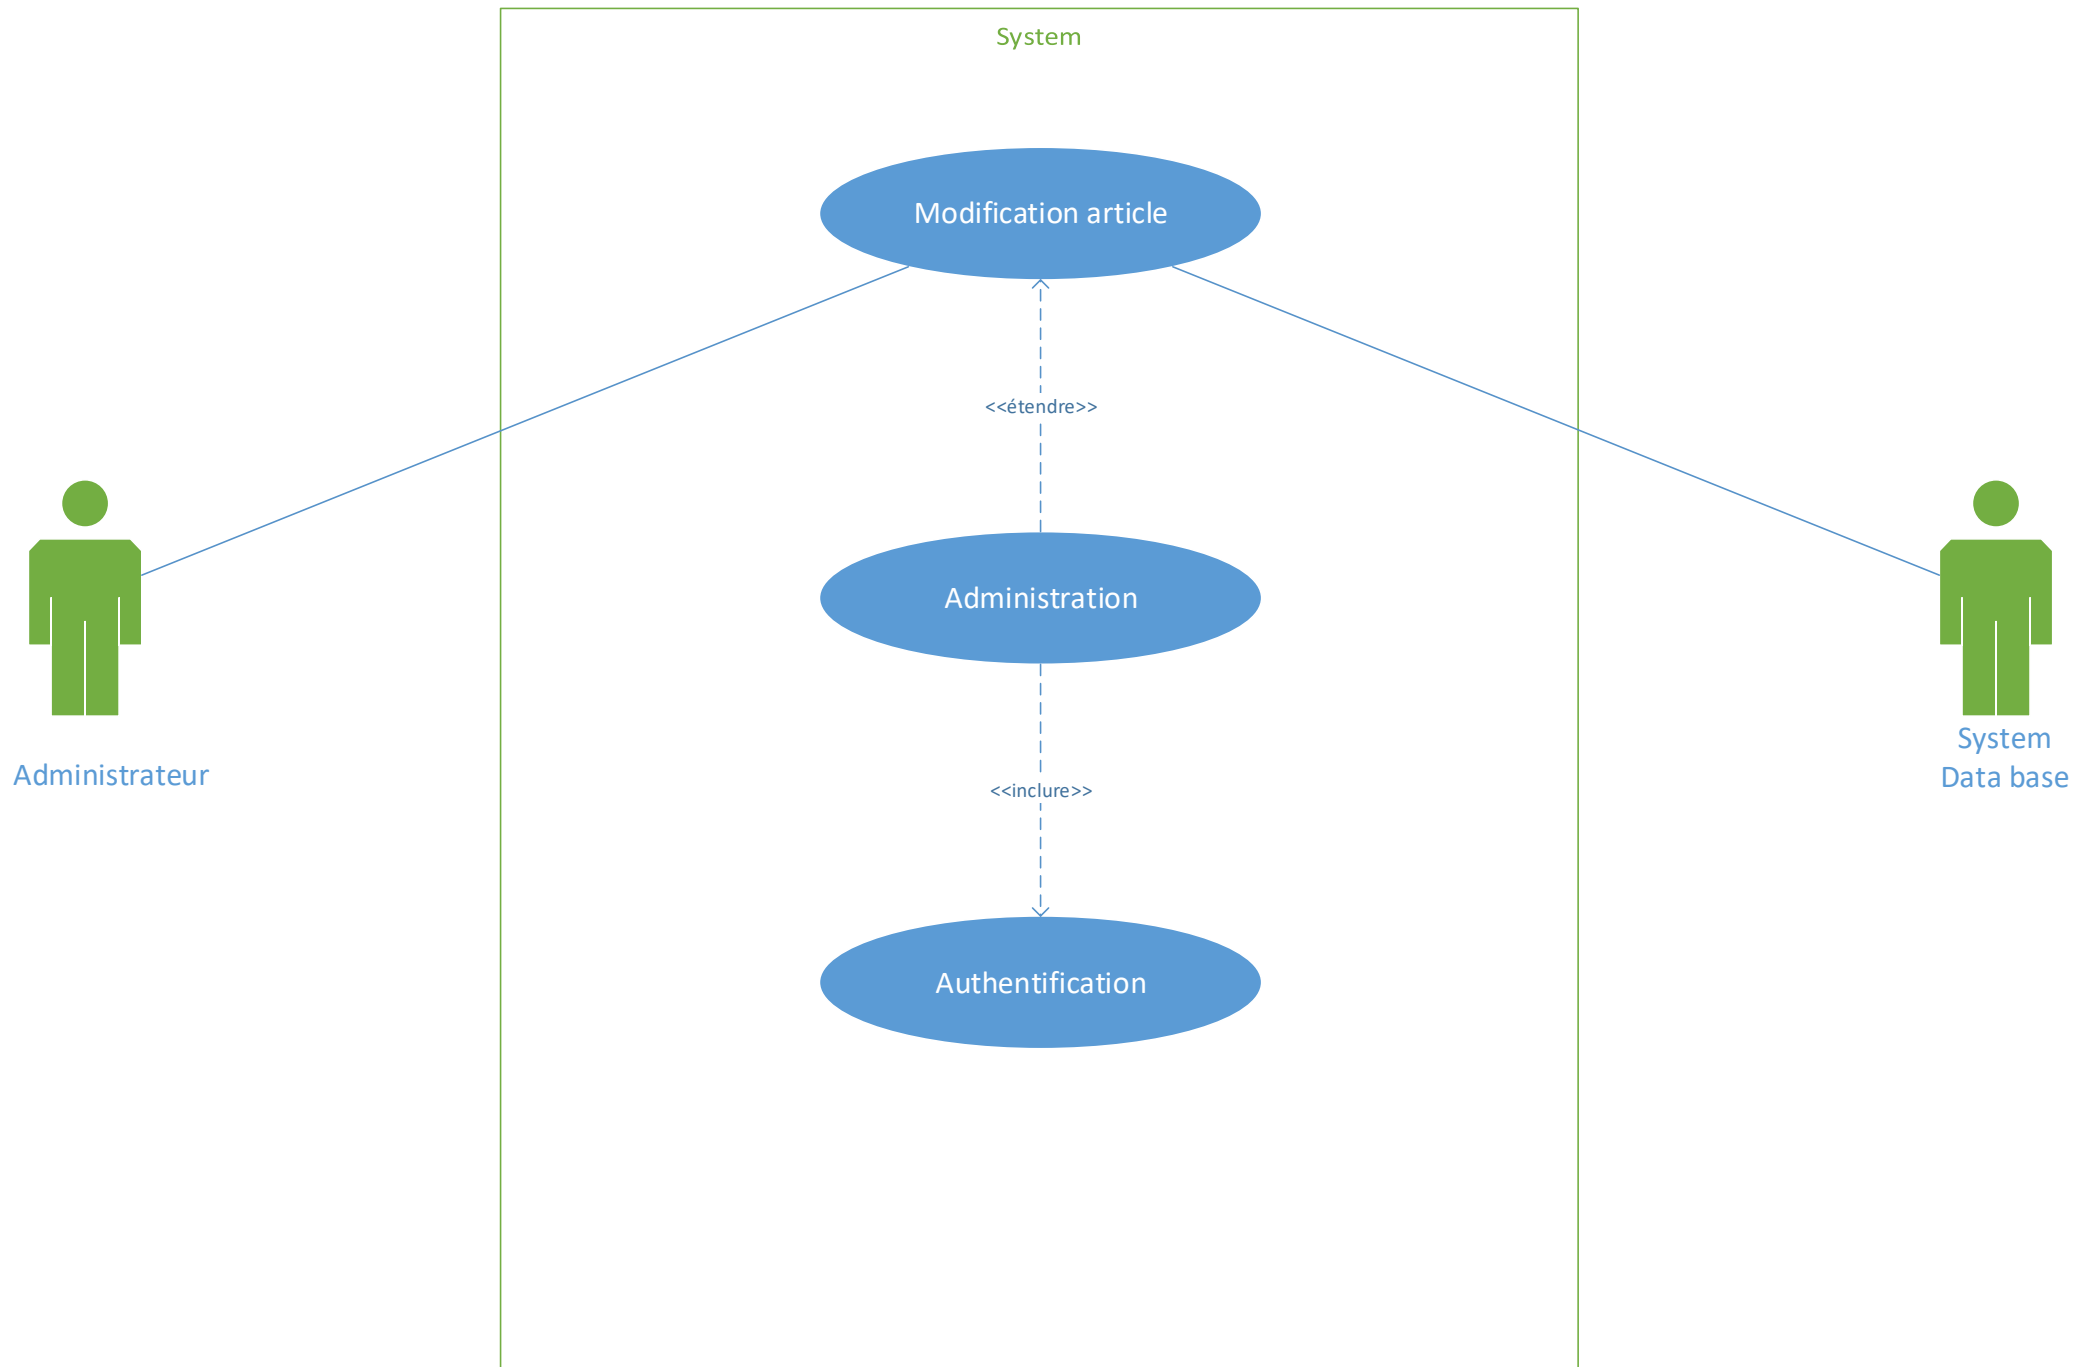 System
Modification article
<<étendre>>
Administration
Administrateur
System
Data base
<<inclure>>
Authentification